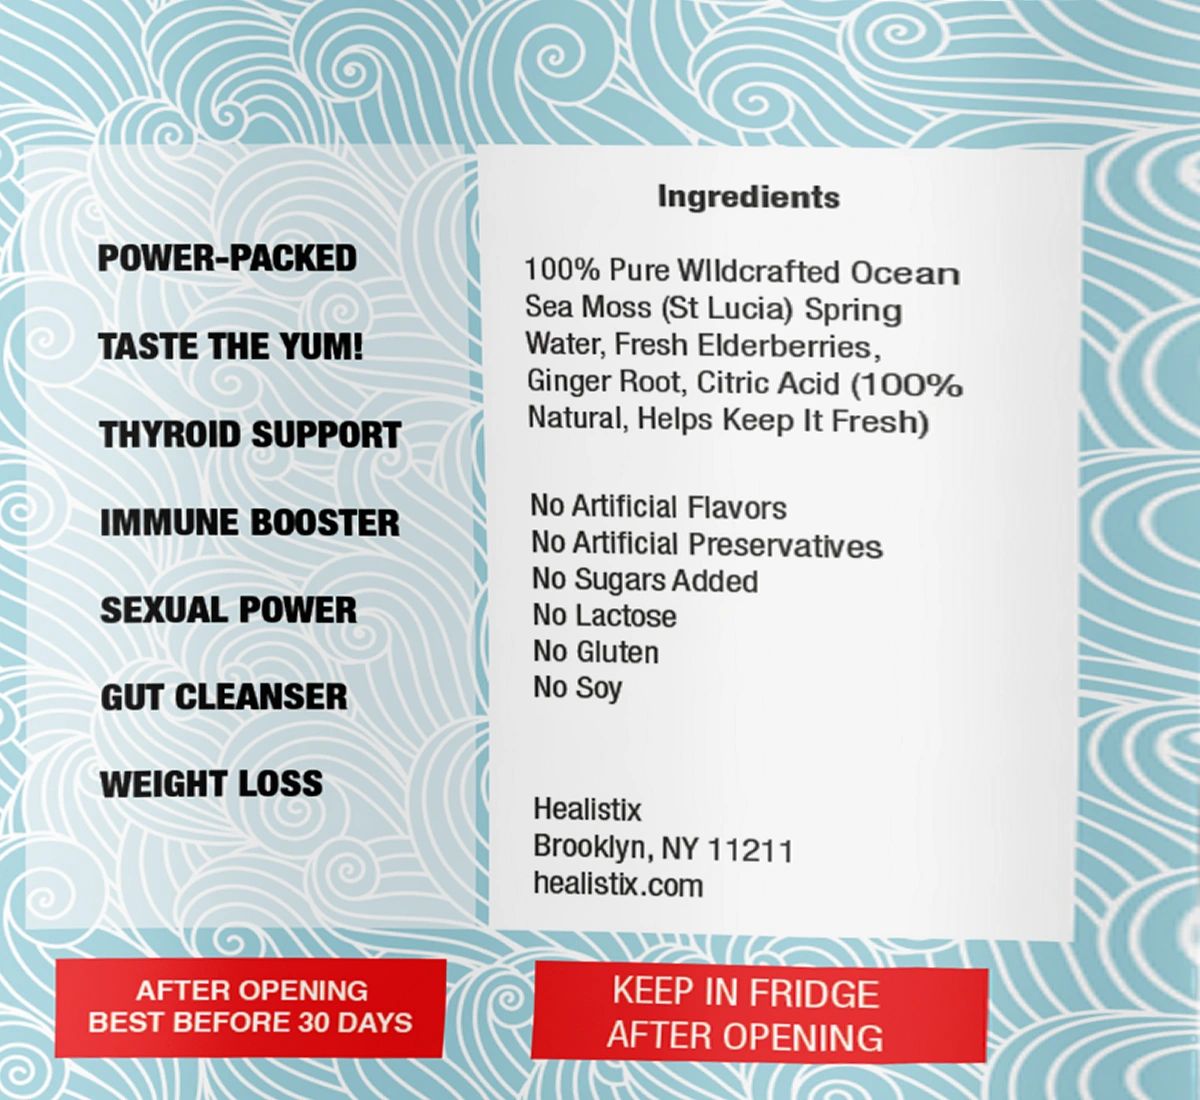 POWER-PACKED
TASTE THE YUM!
THYROID SUPPORT
IMMUNE BOOSTER
SEXUAL POWER
GUT CLEANSER
WEIGHT LOSS
Ingredients
100% Pure WIldcrafted Ocean
Sea Moss (St Lucia) Spring
Water, Fresh Elderberries,
Ginger Root, Citric Acid (100%
Natural, Helps Keep It Fresh)
No Artificial Flavors
No Artificial Preservatives
No Sugars Added
No Lactose
No Gluten
No Soy
Healistix
Brooklyn, NY 11211
healistix.com
AFTER OPENING
BEST BEFORE 30 DAYS
KEEP IN FRIDGE
AFTER OPENING